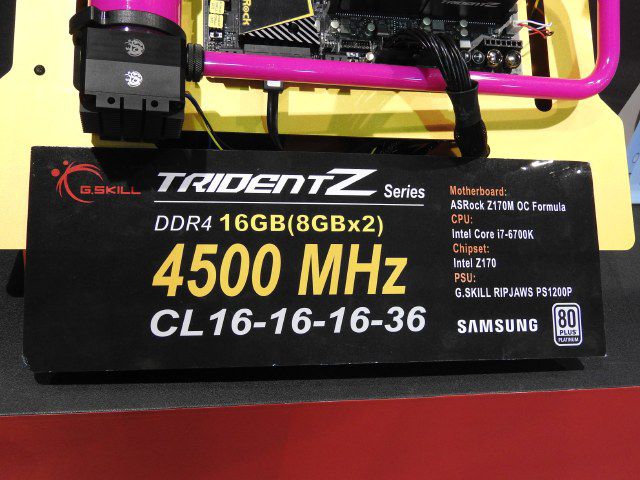 Rock
G.SKILL
TRIDENTZ Series
DDR4 16GB(8GBx2)
4500 MHz
CL16-16-16-36
Motherboard:
ASRock Z170M OC Formula
CPU:
Intel Core i7-6700K
Chipset:
Intel Z170
PSU:
G.SKILL RIPJAWS PS1200P
SAMSUNG
80
PLUS
PLATINUM